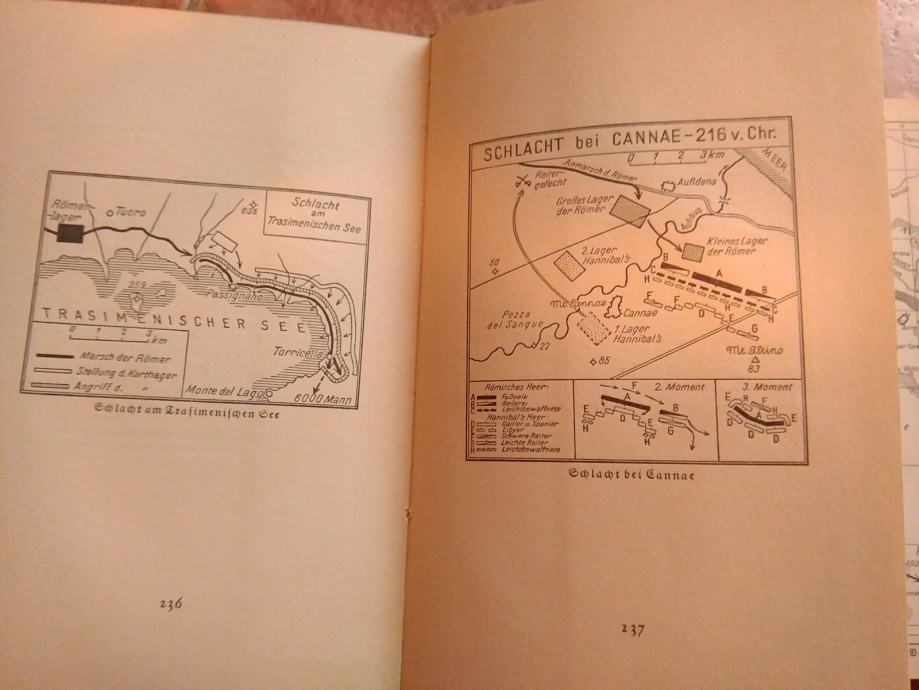 Schlacht
am
Trasimenischen See
Römer-
lager
Tuoro
635
259
Passignano
TRASIMENISCHER SEE
0 1 2 3
km
Marsch der Römer
Stellung d. Karthager
Angriff d. "
Torricella
Monte del Lago
6000 Mann
Schlacht am Trasimenischen See
236
SCHLACHT bei CANNAE-216 v. Chr.
0 1 2 3 km
MEER
Anmarsch d. Römer
Reiter-
gefecht
Aufidena
Großes Lager
der Römer
Aufidus
Kleines Lager
der Römer
2. Lager
Hannibal's
50
B
A
B
C
H
Mte Cannae
Cannae
Pezza
del Sangue
1. Lager
Hannibal's
22
85
E
F
D
F
E
G
Mte Altino
83
Römisches Heer:
A Fußvolk
B Reiterei
C Leichtbewaffnete
Hannibal's Heer:
D Gallier u. Spanier
E Libyer
F Schwere Reiter
G Leichte Reiter
H Leichtbewaffnete
2. Moment
F
A
B
E
H
D
G
E
H
3. Moment
E
H
F
H
E
A
D
D
D
Schlacht bei Cannae
237